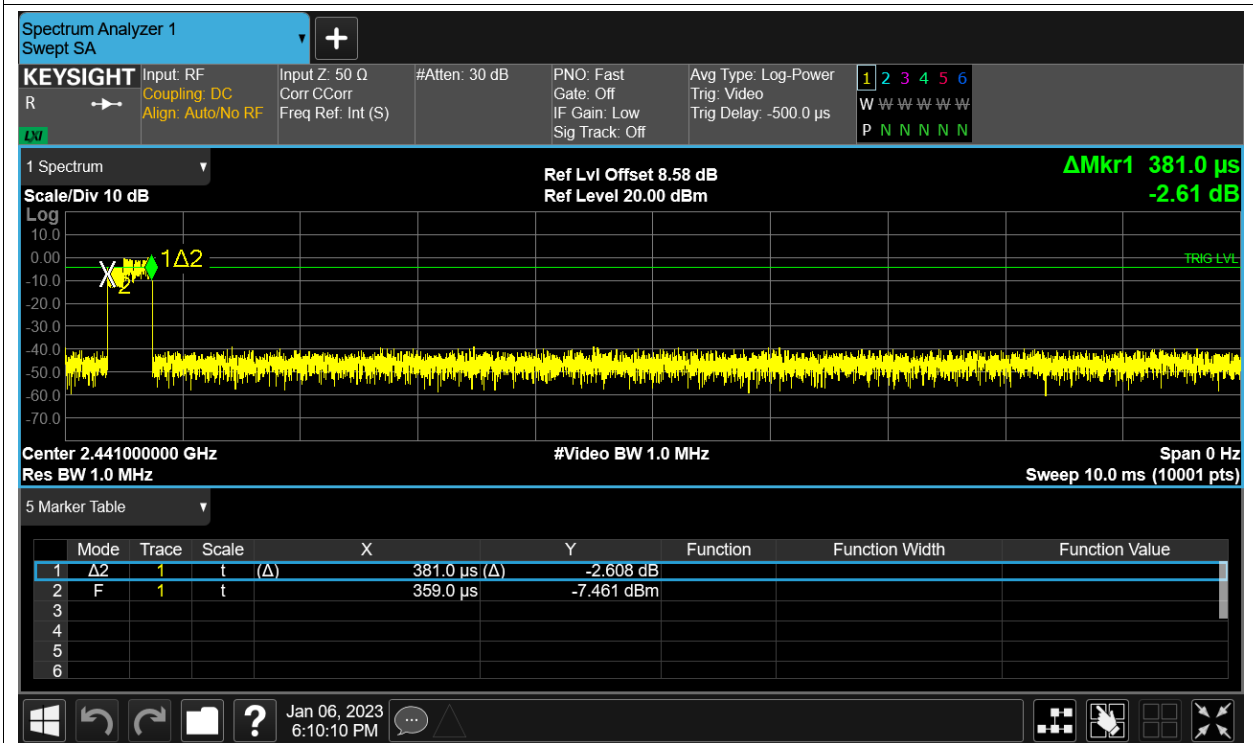 Spectrum Analyzer 1
Swept SA
KEYSIGHT
R
LXI
Input: RF
Coupling: DC
Align: Auto/No RF
Input Z: 50 Ω
Corr CCorr
Freq Ref: Int (S)
#Atten: 30 dB
PNO: Fast
Gate: Off
IF Gain: Low
Sig Track: Off
Avg Type: Log-Power
Trig: Video
Trig Delay: -500.0 µs
1 2 3 4 5 6
W W W W W W
P N N N N N
1 Spectrum
Scale/Div 10 dB
Ref Lvl Offset 8.58 dB
Ref Level 20.00 dBm
ΔMkr1 381.0 µs
-2.61 dB
Log
10.0
0.00
-10.0
-20.0
-30.0
-40.0
-50.0
-60.0
-70.0
X
2
1Δ2
TRIG LVL
Center 2.441000000 GHz
#Video BW 1.0 MHz
Span 0 Hz
Res BW 1.0 MHz
Sweep 10.0 ms (10001 pts)
5 Marker Table
Mode Trace Scale X Y Function Function Width Function Value
1 Δ2 1 t (Δ) 381.0 µs (Δ) -2.608 dB
2 F 1 t 359.0 µs -7.461 dBm
3
4
5
6
?
Jan 06, 2023
6:10:10 PM